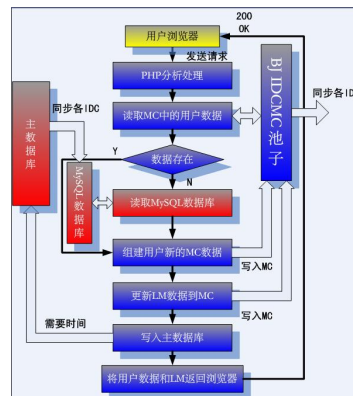 200
OK
用户浏览器
发送请求
PHP分析处理
读取MC中的用户数据
BJ IDCMC池子
同步各IDC
同步各IDC
主数据库
MySQL数据库
Y
数据存在
N
读取MySQL数据库
组建用户新的MC数据
写入MC
更新LM数据到MC
写入MC
需要时间
写入主数据库
将用户数据和LM返回浏览器